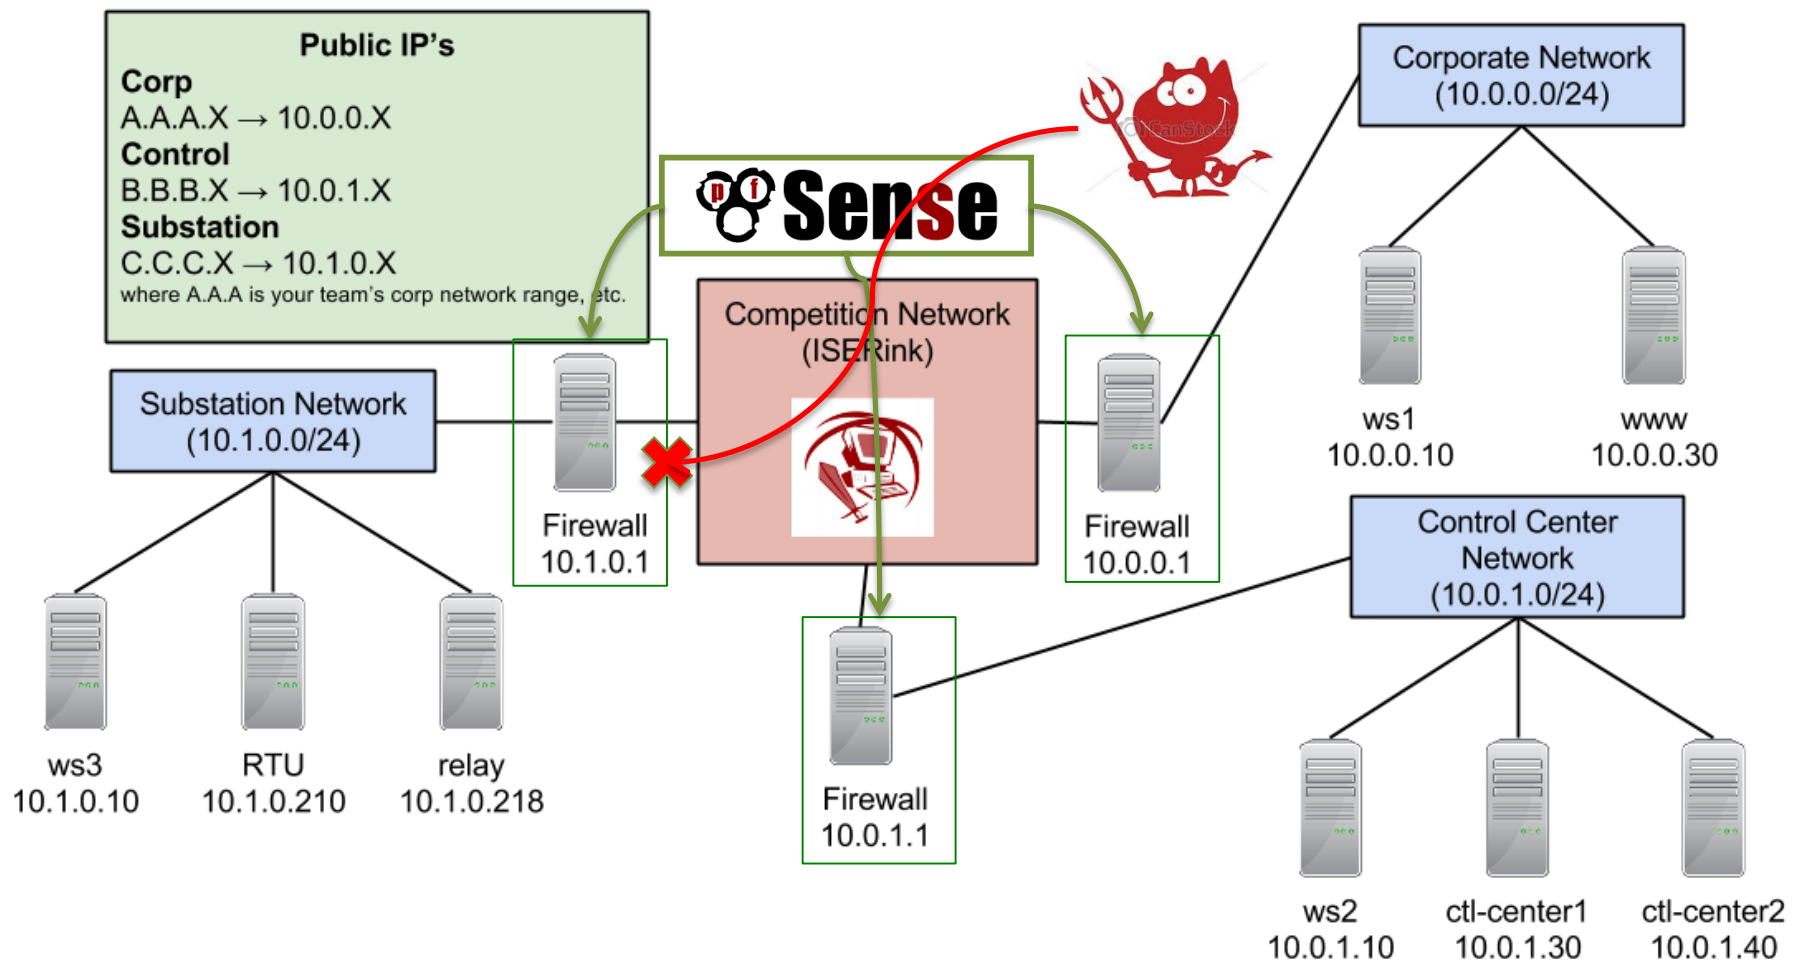 Public IP's
Corp
A.A.A.X → 10.0.0.X
Control
B.B.B.X → 10.0.1.X
Substation
C.C.C.X → 10.1.0.X
where A.A.A is your team's corp network range, etc.
pf Sense
CanStock
Corporate Network
(10.0.0.0/24)
Competition Network
(ISERink)
Substation Network
(10.1.0.0/24)
ws1
10.0.0.10
www
10.0.0.30
Firewall
10.1.0.1
Firewall
10.0.0.1
Control Center
Network
(10.0.1.0/24)
ws3
10.1.0.10
RTU
10.1.0.210
relay
10.1.0.218
Firewall
10.0.1.1
ws2
10.0.1.10
ctl-center1
10.0.1.30
ctl-center2
10.0.1.40